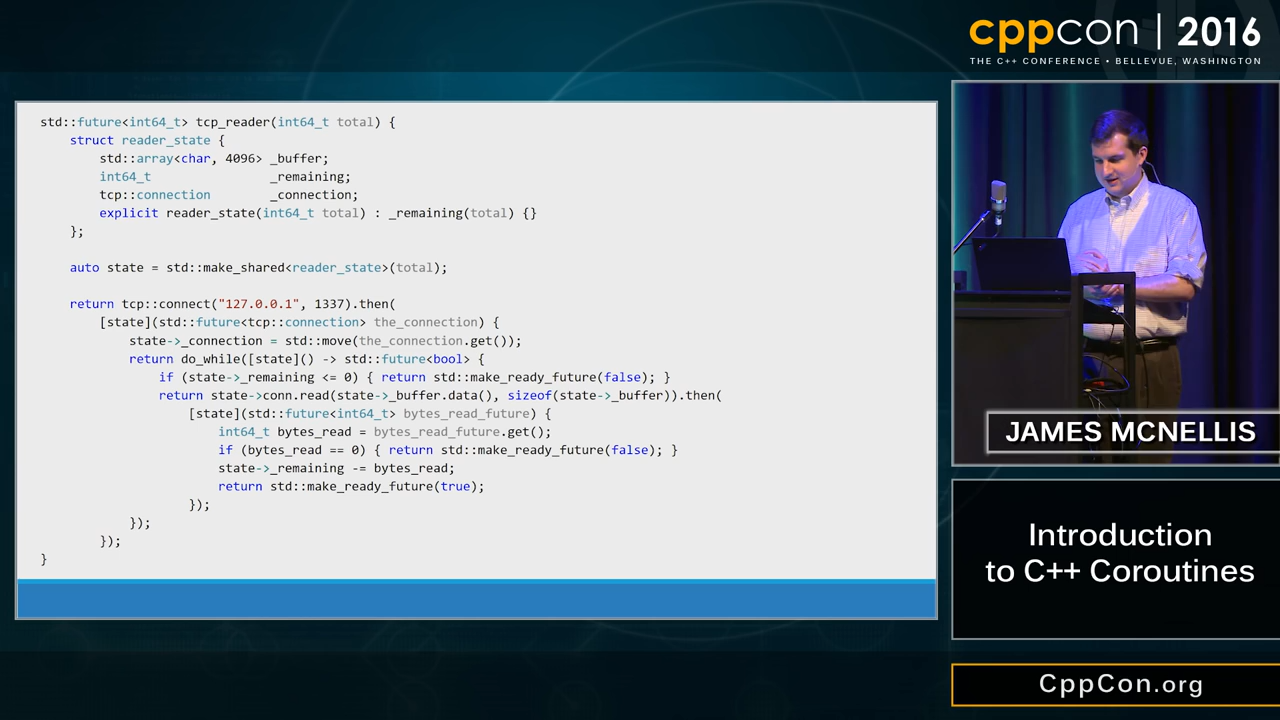 cppcon | 2016
THE C++ CONFERENCE • BELLEVUE, WASHINGTON
std::future<int64_t> tcp_reader(int64_t total) {
    struct reader_state {
        std::array<char, 4096> _buffer;
        int64_t                _remaining;
        tcp::connection        _connection;
        explicit reader_state(int64_t total) : _remaining(total) {}
    };

    auto state = std::make_shared<reader_state>(total);

    return tcp::connect("127.0.0.1", 1337).then(
        [state](std::future<tcp::connection> the_connection) {
            state->_connection = std::move(the_connection.get());
            return do_while([state]() -> std::future<bool> {
                if (state->_remaining <= 0) { return std::make_ready_future(false); }
                return state->conn.read(state->_buffer.data(), sizeof(state->_buffer)).then(
                    [state](std::future<int64_t> bytes_read_future) {
                        int64_t bytes_read = bytes_read_future.get();
                        if (bytes_read == 0) { return std::make_ready_future(false); }
                        state->_remaining -= bytes_read;
                        return std::make_ready_future(true);
                    });
            });
        });
}
JAMES MCNELLIS
Introduction
to C++ Coroutines
CppCon.org